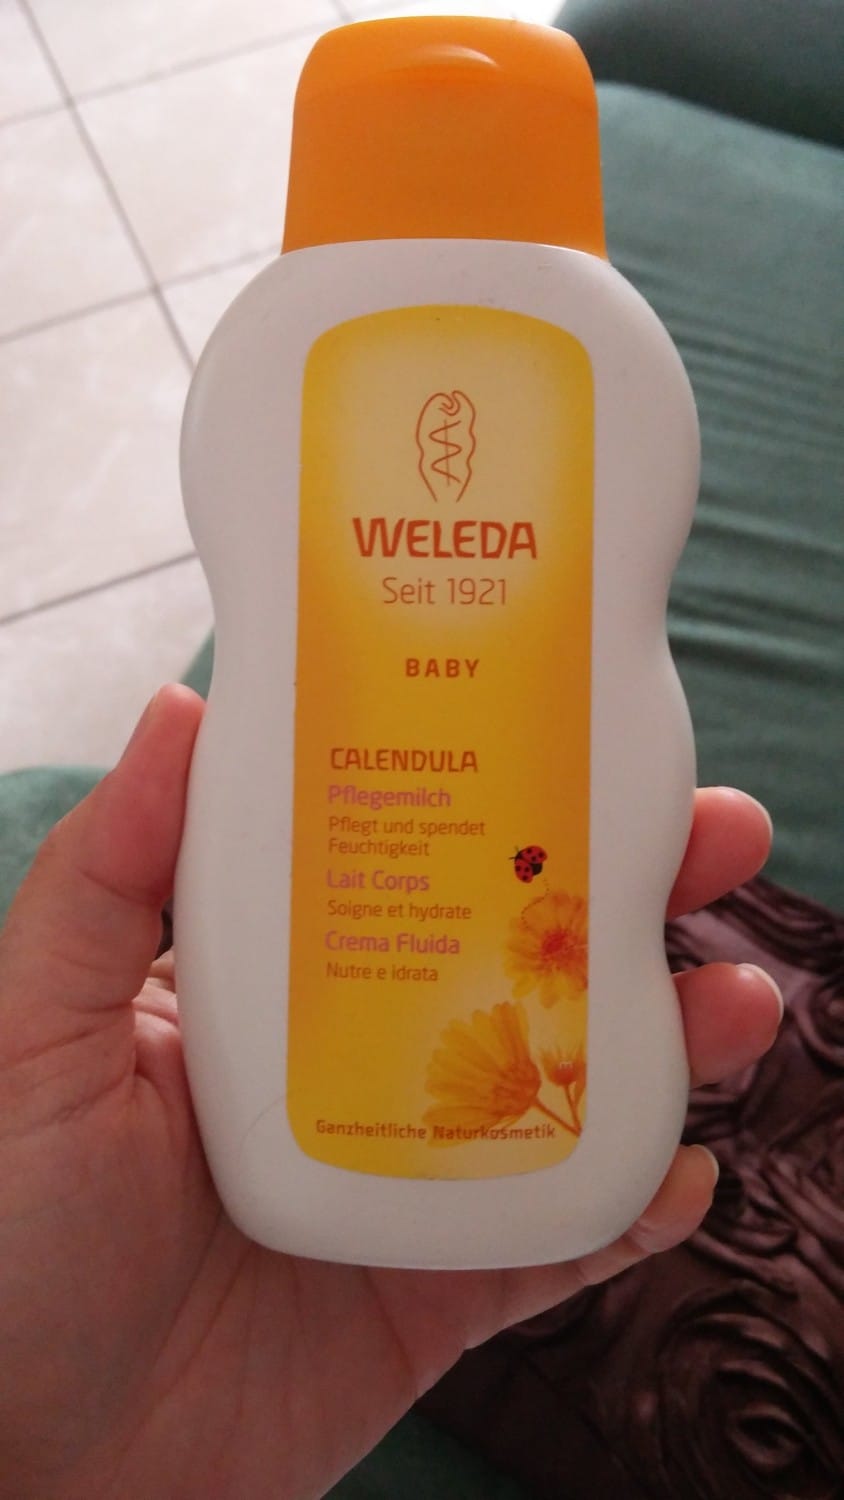 WELEDA
Seit 1921
BABY
CALENDULA
Pflegemilch
Pflegt und spendet
Feuchtigkeit
Lait Corps
Soigne et hydrate
Crema Fluida
Nutre e idrata
Ganzheitliche Naturkosmetik